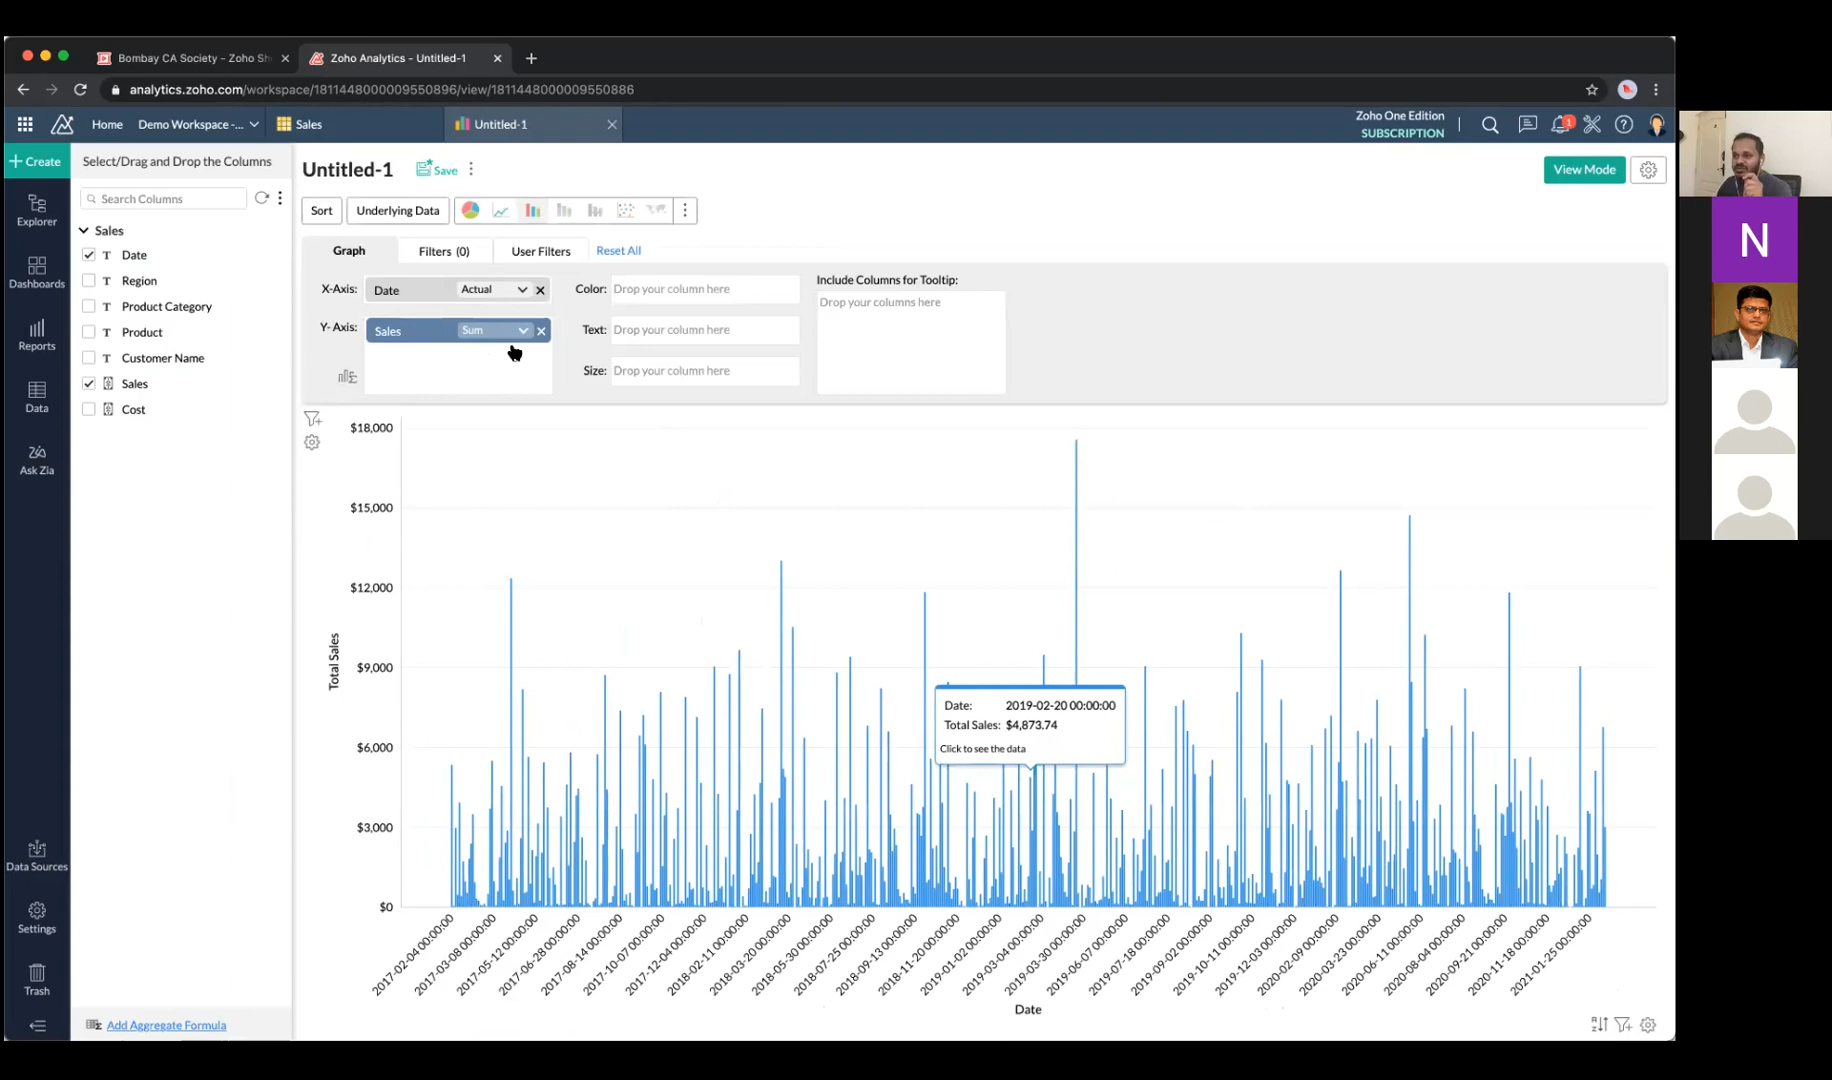 Bombay CA Society - Zoho Sh
Zoho Analytics - Untitled-1
analytics.zoho.com/workspace/1811448000009550896/view/1811448000009550886
Home
Demo Workspace -...
Sales
Untitled-1
Zoho One Edition
SUBSCRIPTION
1
Create
Select/Drag and Drop the Columns
Search Columns
Sales
T Date
T Region
T Product Category
T Product
T Customer Name
Sales
Cost
Add Aggregate Formula
Explorer
Dashboards
Reports
Data
Ask Zia
Data Sources
Settings
Trash
Untitled-1
Save
View Mode
Sort
Underlying Data
Graph
Filters (0)
User Filters
Reset All
X-Axis:
Date
Actual
Y-Axis:
Sales
Sum
Color:
Drop your column here
Text:
Drop your column here
Size:
Drop your column here
Include Columns for Tooltip:
Drop your columns here
$18,000
$15,000
$12,000
$9,000
$6,000
$3,000
$0
Total Sales
Date: 2019-02-20 00:00:00
Total Sales: $4,873.74
Click to see the data
2017-02-04 00:00:00
2017-03-08 00:00:00
2017-05-12 00:00:00
2017-06-28 00:00:00
2017-08-14 00:00:00
2017-10-07 00:00:00
2017-12-04 00:00:00
2018-02-11 00:00:00
2018-03-20 00:00:00
2018-05-30 00:00:00
2018-07-25 00:00:00
2018-09-13 00:00:00
2018-11-20 00:00:00
2019-01-02 00:00:00
2019-03-04 00:00:00
2019-03-30 00:00:00
2019-06-07 00:00:00
2019-07-18 00:00:00
2019-09-02 00:00:00
2019-10-11 00:00:00
2019-12-03 00:00:00
2020-02-09 00:00:00
2020-03-23 00:00:00
2020-06-11 00:00:00
2020-08-04 00:00:00
2020-09-21 00:00:00
2020-11-18 00:00:00
2021-01-25 00:00:00
Date
N